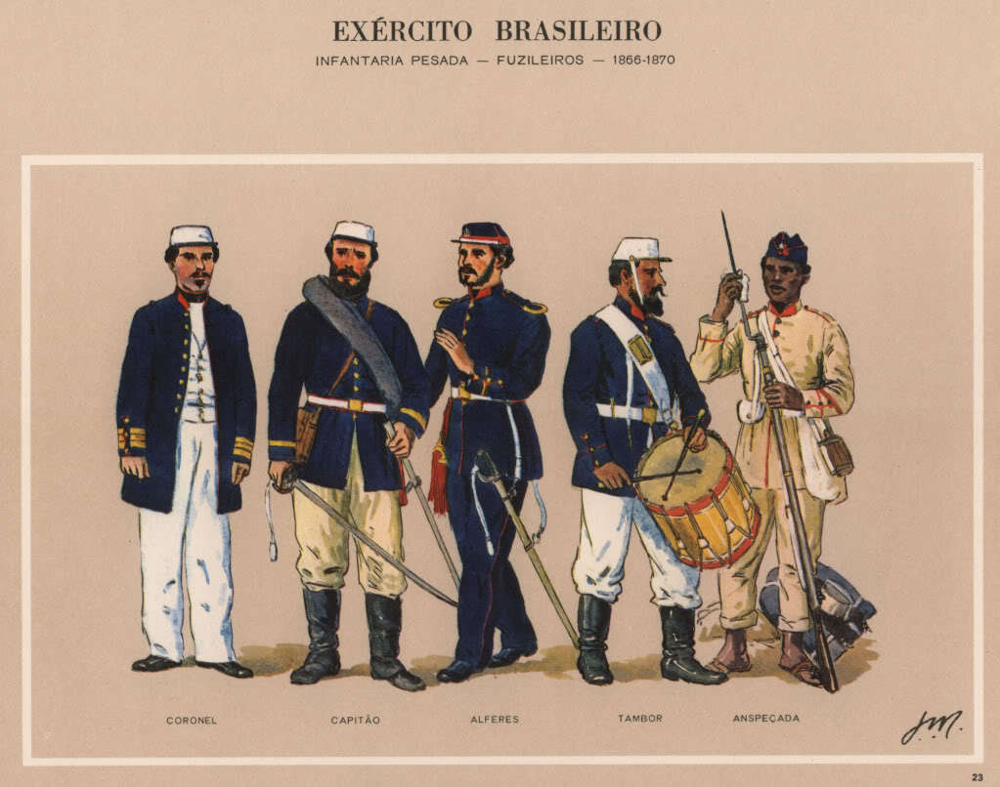 EXÉRCITO BRASILEIRO
INFANTARIA PESADA — FUZILEIROS — 1866-1870
CORONEL
CAPITÃO
ALFERES
TAMBOR
ANSPEÇADA
J.M.
23